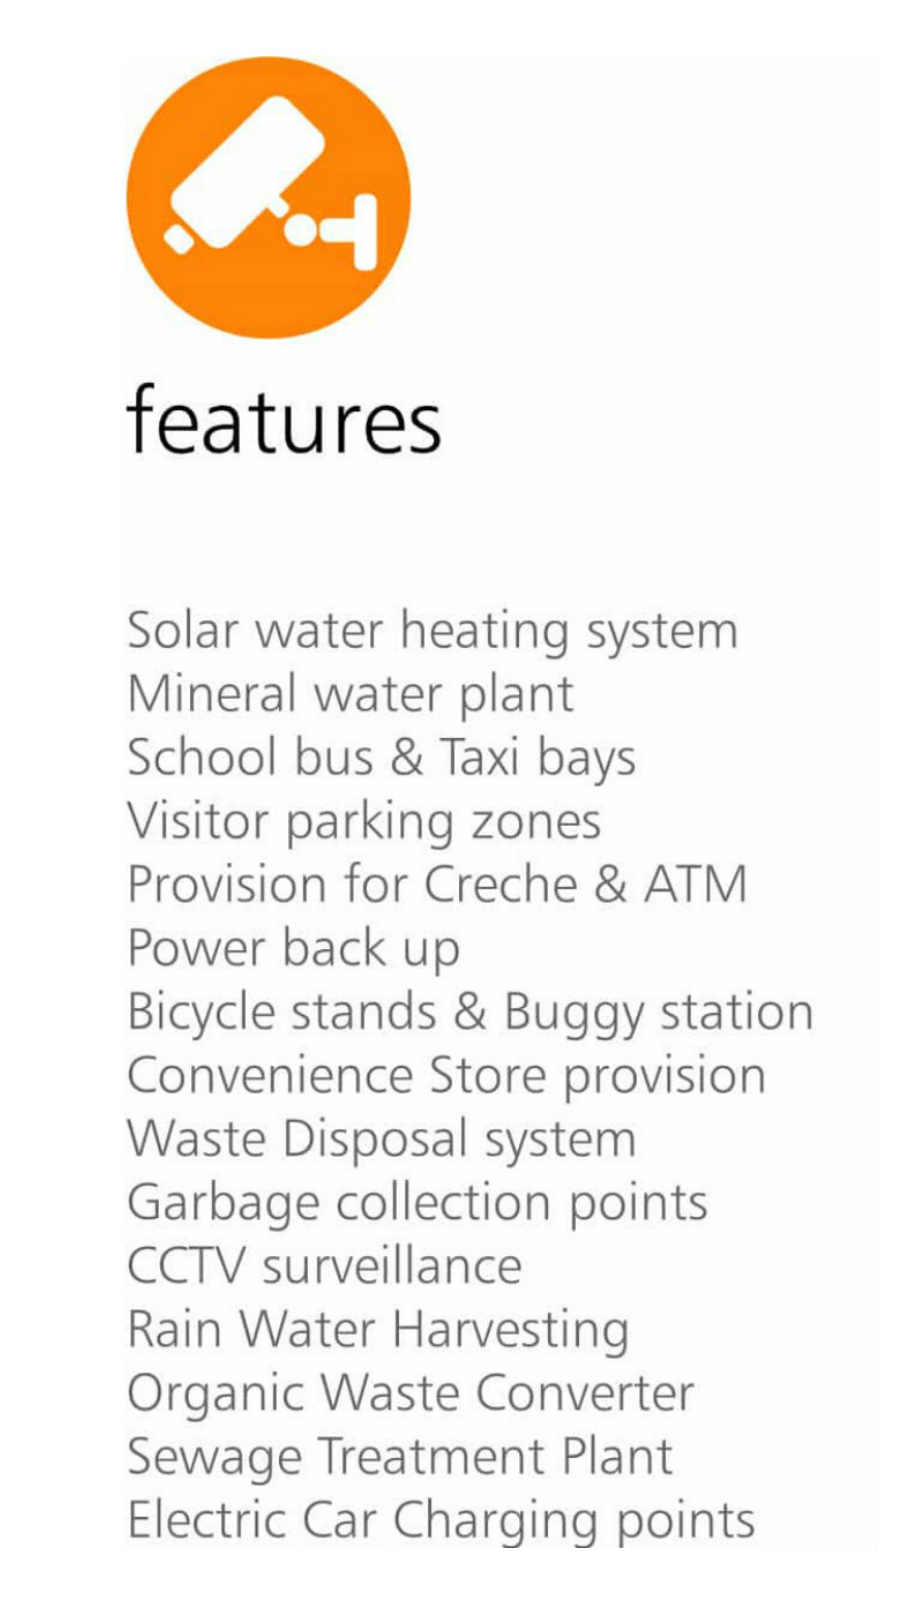 features
Solar water heating system
Mineral water plant
School bus & Taxi bays
Visitor parking zones
Provision for Creche & ATM
Power back up
Bicycle stands & Buggy station
Convenience Store provision
Waste Disposal system
Garbage collection points
CCTV surveillance
Rain Water Harvesting
Organic Waste Converter
Sewage Treatment Plant
Electric Car Charging points